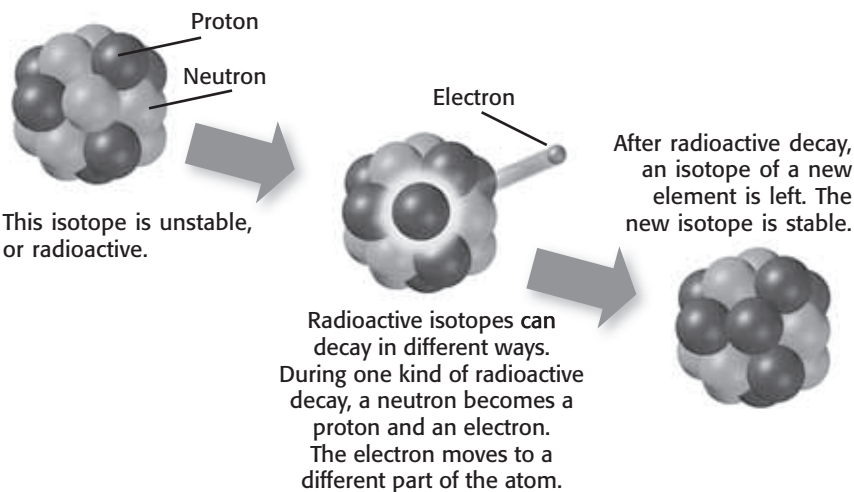 Proton
Neutron
This isotope is unstable,
or radioactive.
Electron
Radioactive isotopes can
decay in different ways.
During one kind of radioactive
decay, a neutron becomes a
proton and an electron.
The electron moves to a
different part of the atom.
After radioactive decay,
an isotope of a new
element is left. The
new isotope is stable.